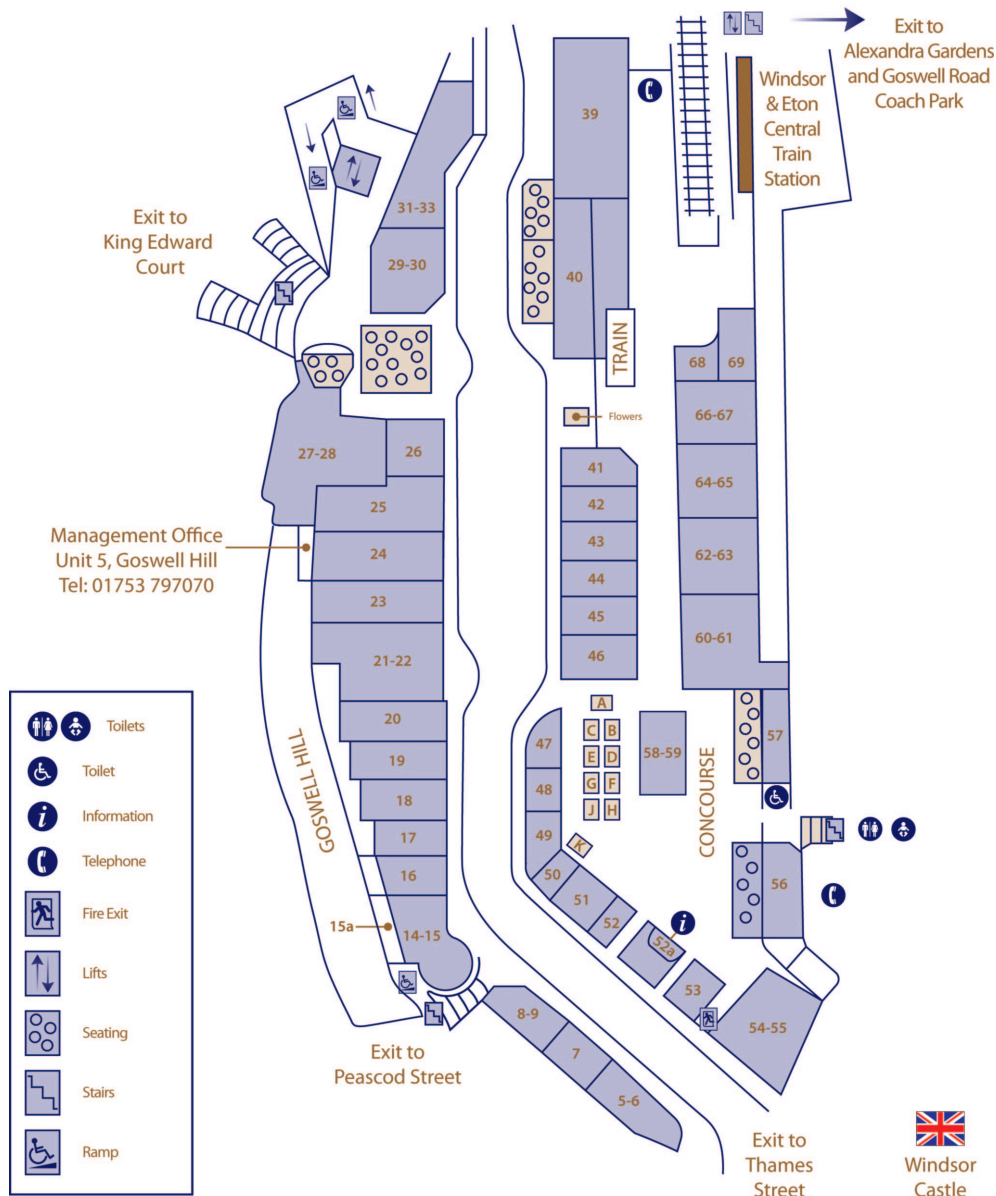 Exit to
Alexandra Gardens
and Goswell Road
Coach Park
Windsor
& Eton
Central
Train
Station
39
31-33
Exit to
King Edward
Court
29-30
40
TRAIN
68
69
Flowers
66-67
27-28
26
41
64-65
25
42
Management Office
Unit 5, Goswell Hill
Tel: 01753 797070
24
43
62-63
44
23
45
60-61
46
21-22
A
20
47
C
B
58-59
57
19
E
D
48
G
F
18
J
H
49
17
K
GOSWELL HILL
CONCOURSE
16
50
51
56
15a
14-15
52
52a
i
53
8-9
54-55
7
5-6
Exit to
Peascod Street
Toilets
Toilet
i
Information
Telephone
Fire Exit
Lifts
Seating
Stairs
Ramp
Exit to
Thames
Street
Windsor
Castle